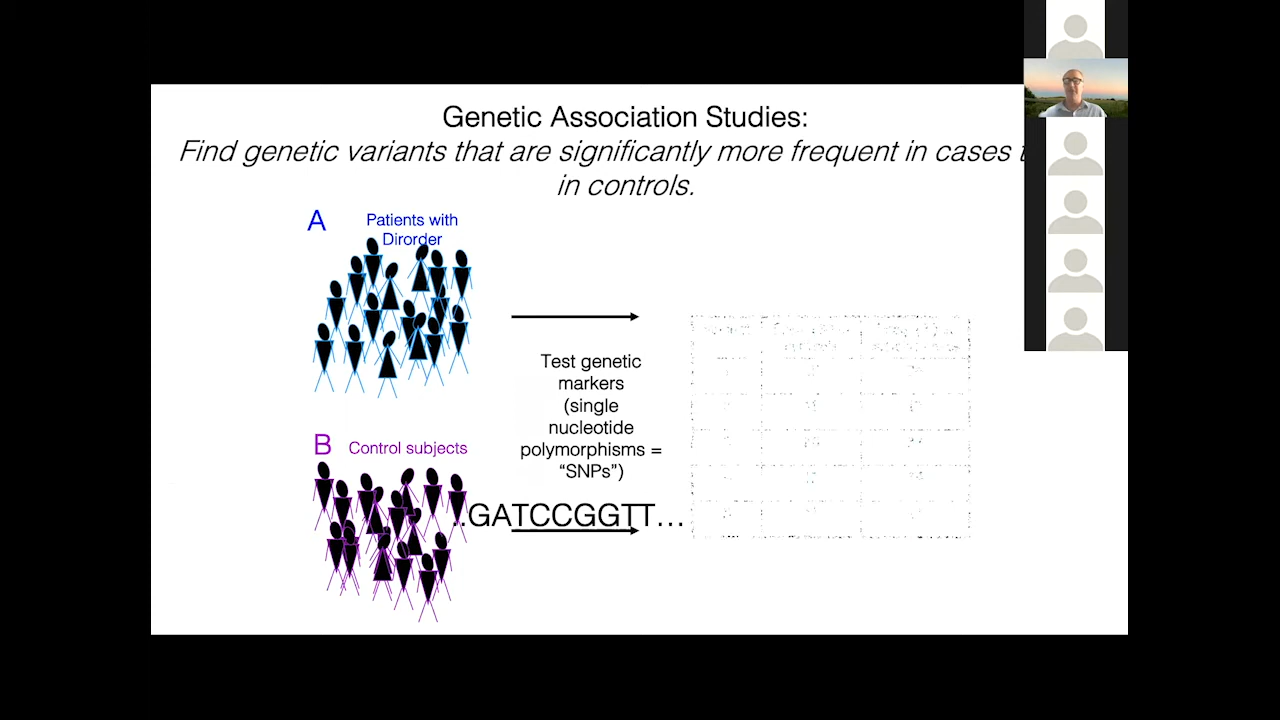 Genetic Association Studies:
Find genetic variants that are significantly more frequent in cases
in controls.
A
Patients with
Dirorder
Test genetic
markers
(single
nucleotide
polymorphisms =
“SNPs”)
B
Control subjects
..GATCCGGTT…